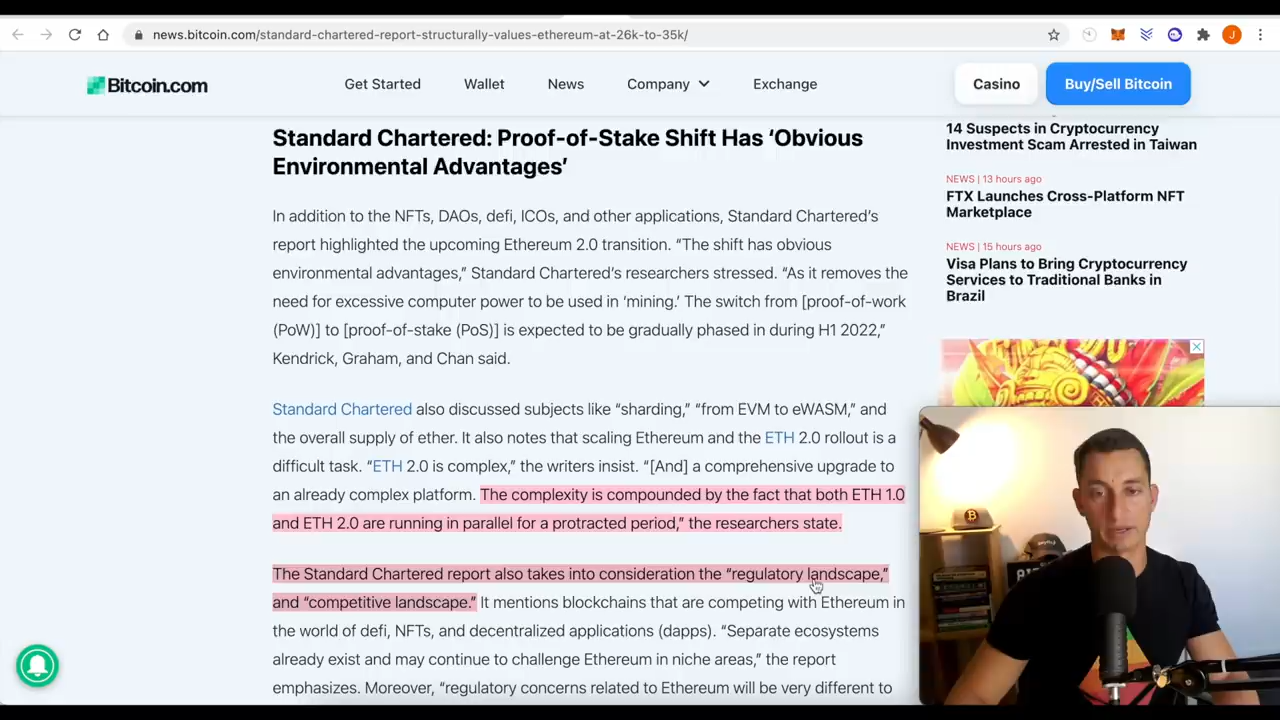 news.bitcoin.com/standard-chartered-report-structurally-values-ethereum-at-26k-to-35k/
J
Bitcoin.com
Get Started
Wallet
News
Company
Exchange
Casino
Buy/Sell Bitcoin
Standard Chartered: Proof-of-Stake Shift Has ‘Obvious
Environmental Advantages’
In addition to the NFTs, DAOs, defi, ICOs, and other applications, Standard Chartered’s
report highlighted the upcoming Ethereum 2.0 transition. “The shift has obvious
environmental advantages,” Standard Chartered’s researchers stressed. “As it removes the
need for excessive computer power to be used in ‘mining.’ The switch from [proof-of-work
(PoW)] to [proof-of-stake (PoS)] is expected to be gradually phased in during H1 2022,”
Kendrick, Graham, and Chan said.
Standard Chartered also discussed subjects like “sharding,” “from EVM to eWASM,” and
the overall supply of ether. It also notes that scaling Ethereum and the ETH 2.0 rollout is a
difficult task. “ETH 2.0 is complex,” the writers insist. “[And] a comprehensive upgrade to
an already complex platform. The complexity is compounded by the fact that both ETH 1.0
and ETH 2.0 are running in parallel for a protracted period,” the researchers state.
The Standard Chartered report also takes into consideration the “regulatory landscape,”
and “competitive landscape.” It mentions blockchains that are competing with Ethereum in
the world of defi, NFTs, and decentralized applications (dapps). “Separate ecosystems
already exist and may continue to challenge Ethereum in niche areas,” the report
emphasizes. Moreover, “regulatory concerns related to Ethereum will be very different to
14 Suspects in Cryptocurrency
Investment Scam Arrested in Taiwan
NEWS | 13 hours ago
FTX Launches Cross-Platform NFT
Marketplace
NEWS | 15 hours ago
Visa Plans to Bring Cryptocurrency
Services to Traditional Banks in
Brazil